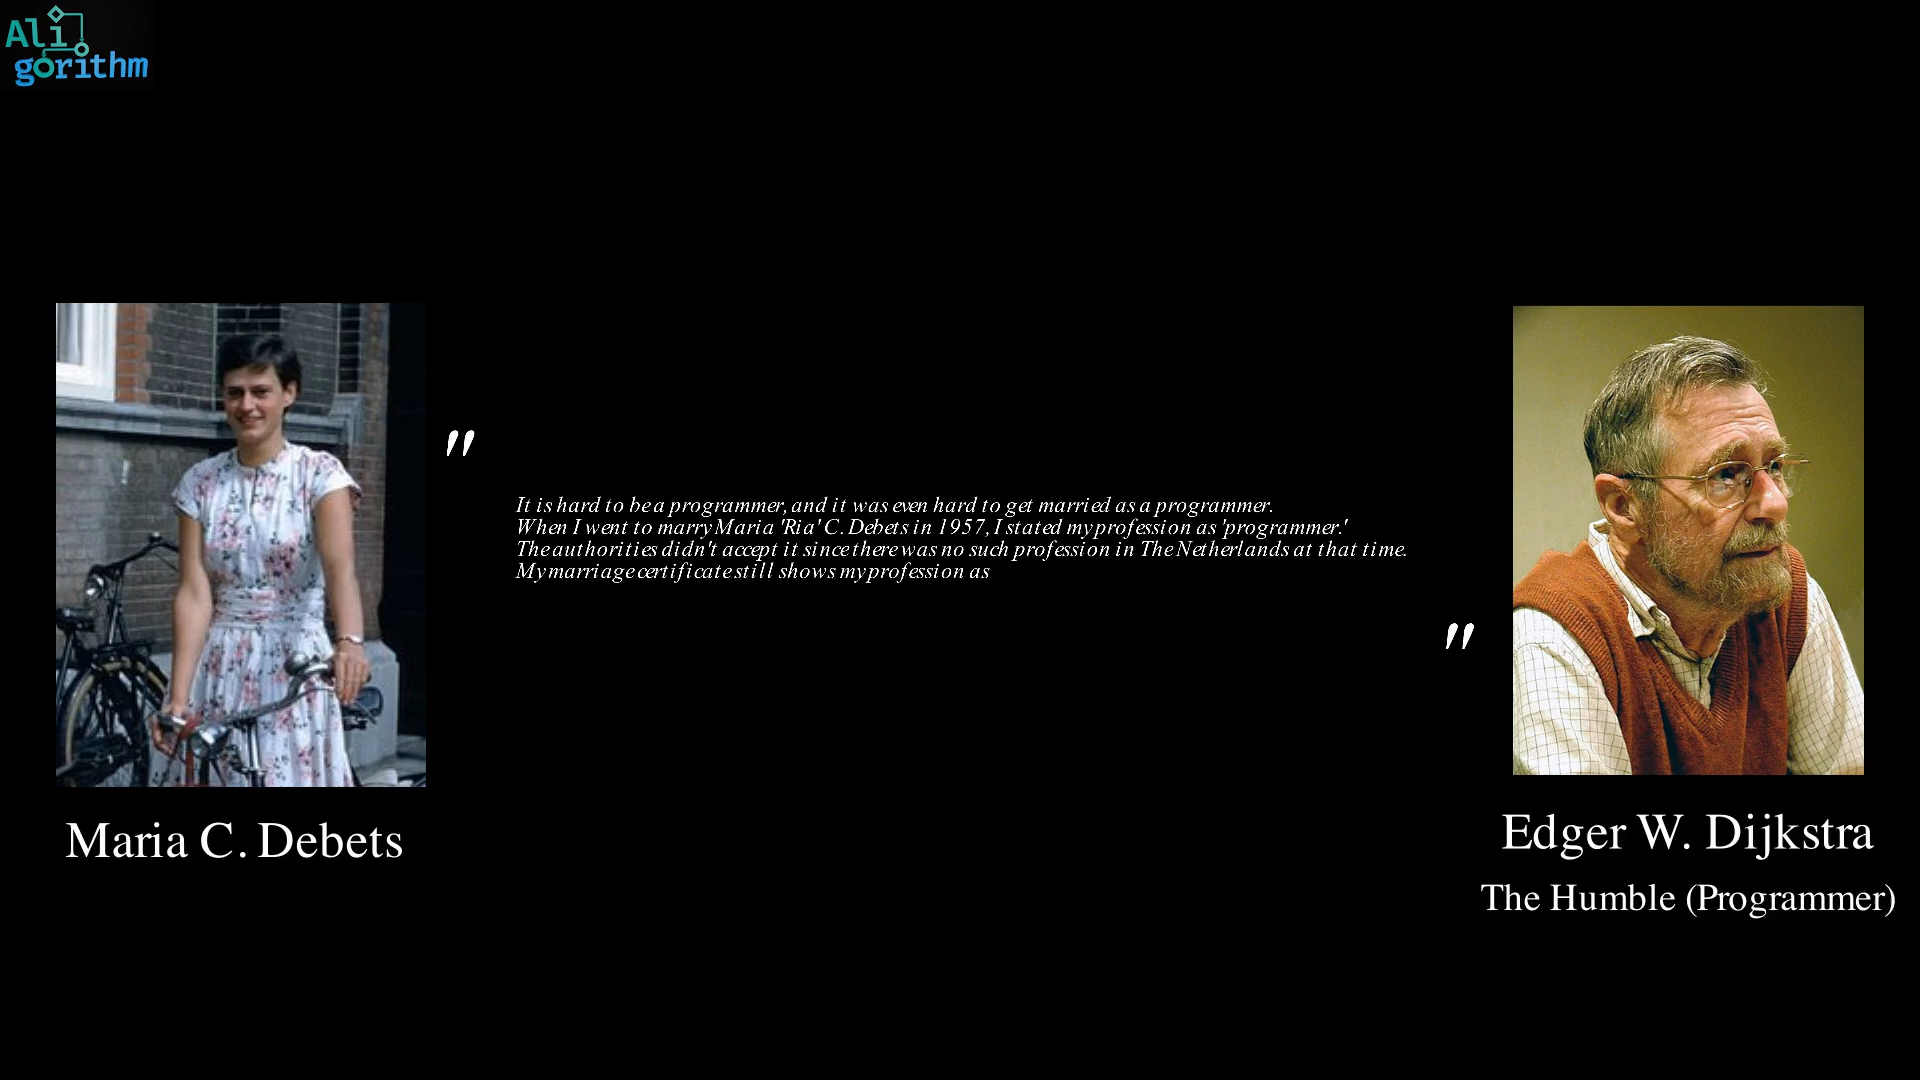 Ali
gorithm
"
It is hard to be a programmer, and it was even hard to get married as a programmer.
When I went to marry Maria 'Ria' C. Debets in 1957, I stated my profession as 'programmer.'
The authorities didn't accept it since there was no such profession in The Netherlands at that time.
My marriage certificate still shows my profession as
"
Maria C. Debets
Edger W. Dijkstra
The Humble (Programmer)